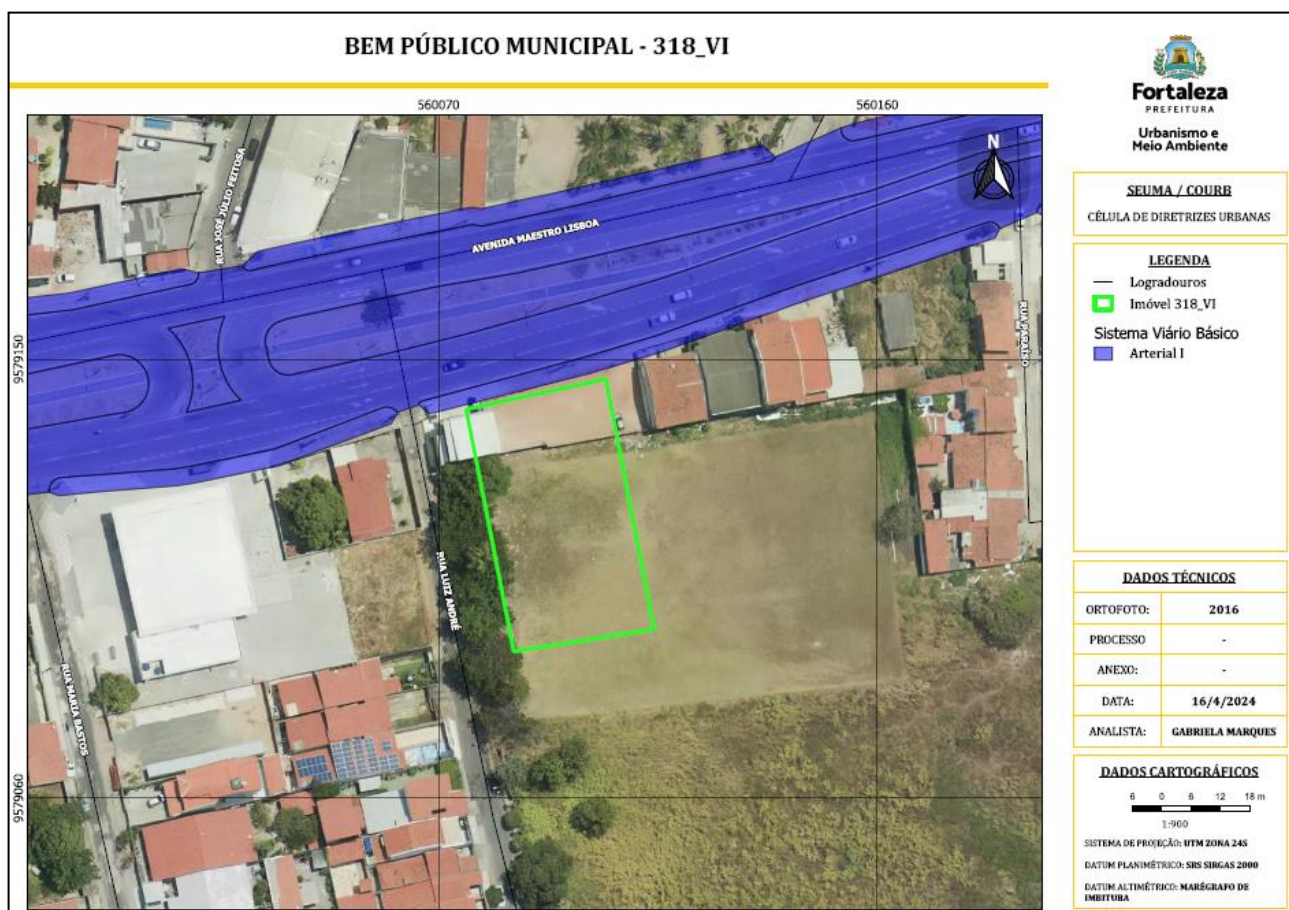 BEM PÚBLICO MUNICIPAL - 318_VI
Fortaleza
PREFEITURA
Urbanismo e
Meio Ambiente
560070
560160
9579150
9579060
N
RUA JOSÉ JÚLIO FEITOSA
AVENIDA MAESTRO LISBOA
RUA PARAÍSO
RUA LUIZ ANDRÉ
RUA MARIA BASTOS
SEUMA / COURB
CÉLULA DE DIRETRIZES URBANAS
LEGENDA
Logradouros
Imóvel 318_VI
Sistema Viário Básico
Arterial I
DADOS TÉCNICOS
ORTOFOTO: 2016
PROCESSO -
ANEXO: -
DATA: 16/4/2024
ANALISTA: GABRIELA MARQUES
DADOS CARTOGRÁFICOS
6 0 6 12 18 m
1:900
SISTEMA DE PROJEÇÃO: UTM ZONA 24S
DATUM PLANIMÉTRICO: SRS SIRGAS 2000
DATUM ALTIMÉTRICO: MARÉGRAFO DE
IMBITUBA